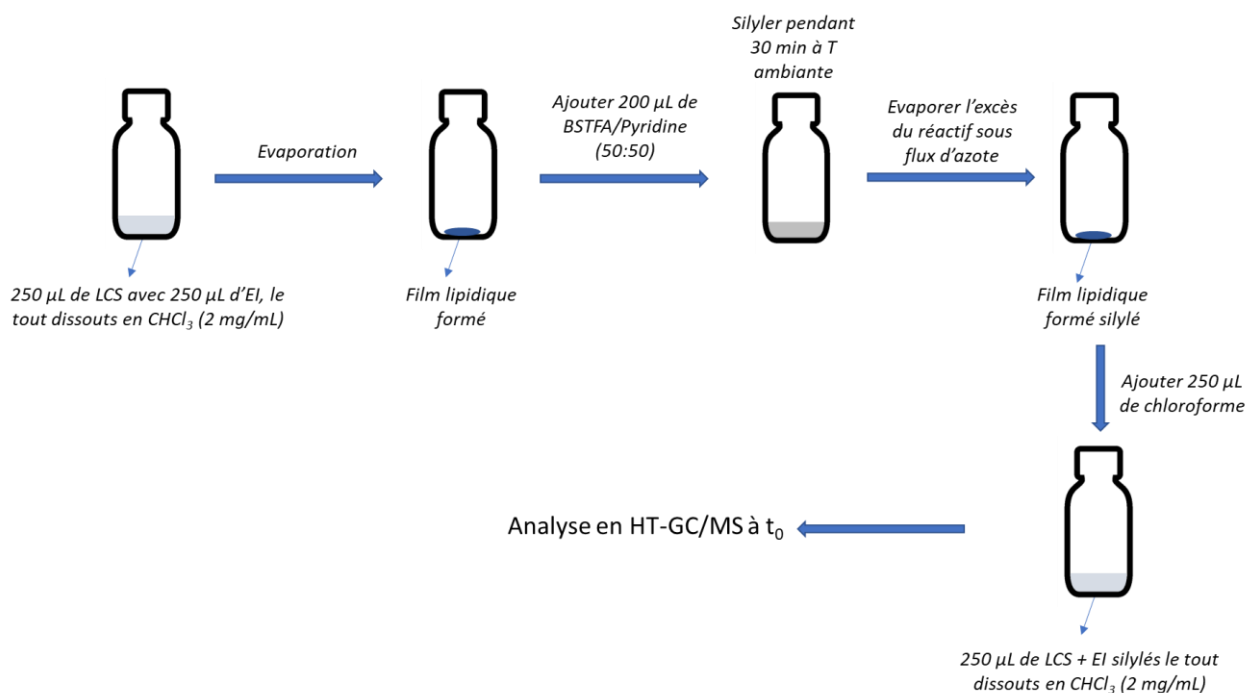 250 µL de LCS avec 250 µL d’EI, le
tout dissouts en CHCl₃ (2 mg/mL)
Evaporation
Film lipidique
formé
Ajouter 200 µL de
BSTFA/Pyridine
(50:50)
Silyler pendant
30 min à T
ambiante
Evaporer l’excès
du réactif sous
flux d’azote
Film lipidique
formé silylé
Ajouter 250 µL
de chloroforme
250 µL de LCS + EI silylés le tout
dissouts en CHCl₃ (2 mg/mL)
Analyse en HT-GC/MS à t₀